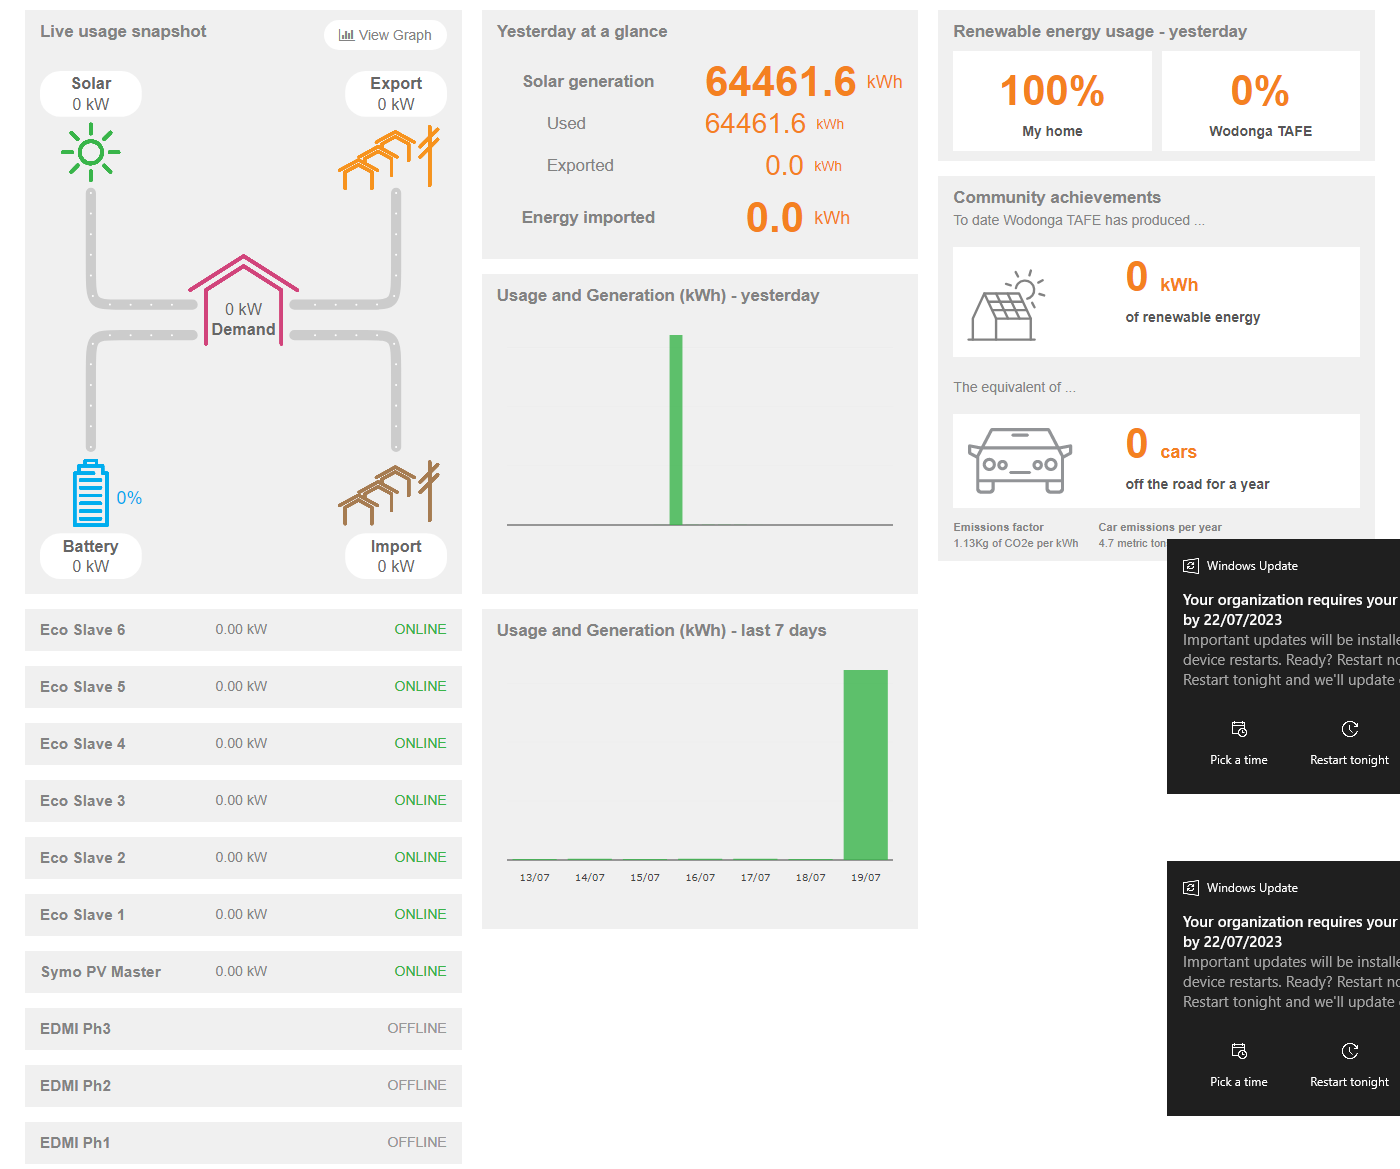 Live usage snapshot
View Graph
Solar
0 kW
Export
0 kW
0 kW
Demand
0%
Battery
0 kW
Import
0 kW
Eco Slave 6 0.00 kW ONLINE
Eco Slave 5 0.00 kW ONLINE
Eco Slave 4 0.00 kW ONLINE
Eco Slave 3 0.00 kW ONLINE
Eco Slave 2 0.00 kW ONLINE
Eco Slave 1 0.00 kW ONLINE
Symo PV Master 0.00 kW ONLINE
EDMI Ph3 OFFLINE
EDMI Ph2 OFFLINE
EDMI Ph1 OFFLINE
Yesterday at a glance
Solar generation 64461.6 kWh
Used 64461.6 kWh
Exported 0.0 kWh
Energy imported 0.0 kWh
Usage and Generation (kWh) - yesterday
Usage and Generation (kWh) - last 7 days
13/07 14/07 15/07 16/07 17/07 18/07 19/07
Renewable energy usage - yesterday
100%
My home
0%
Wodonga TAFE
Community achievements
To date Wodonga TAFE has produced ...
0 kWh
of renewable energy
The equivalent of ...
0 cars
off the road for a year
Emissions factor
1.13Kg of CO2e per kWh
Car emissions per year
4.7 metric ton
Windows Update
Your organization requires your
by 22/07/2023
Important updates will be installe
device restarts. Ready? Restart no
Restart tonight and we'll update
Pick a time Restart tonight
Windows Update
Your organization requires your
by 22/07/2023
Important updates will be installe
device restarts. Ready? Restart no
Restart tonight and we'll update
Pick a time Restart tonight